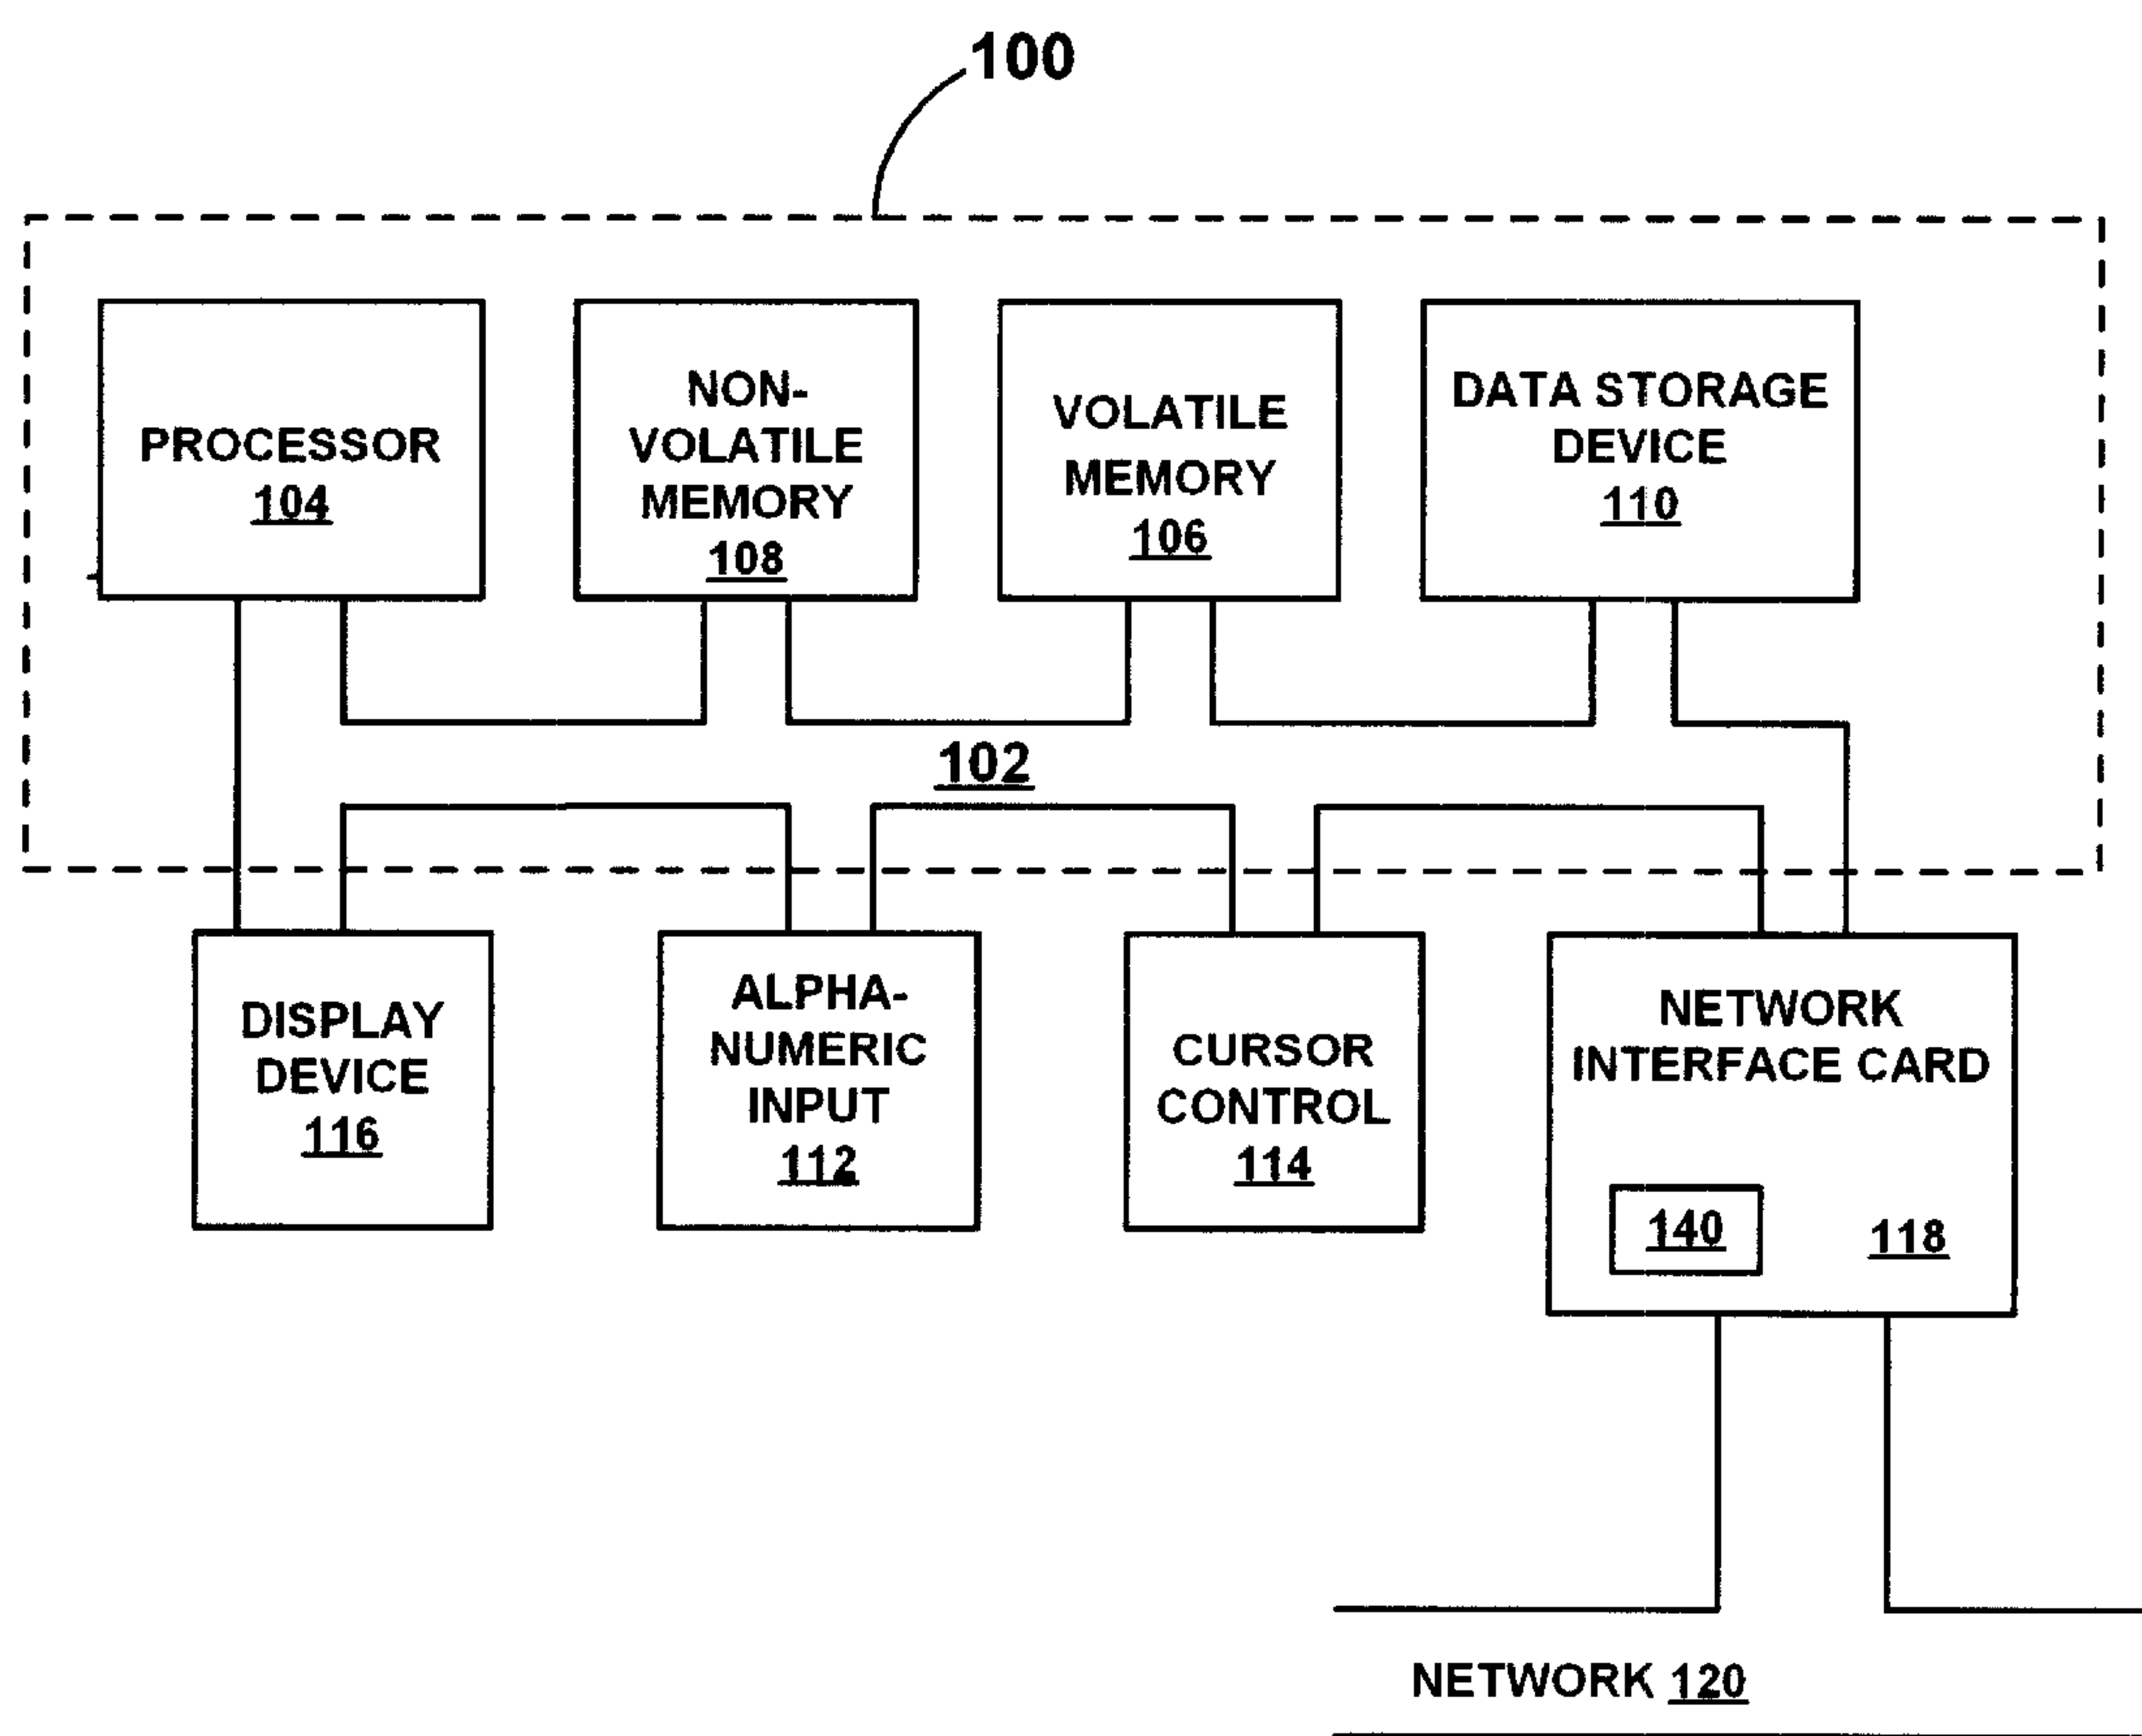 100
PROCESSOR
104
NON-
VOLATILE
MEMORY
108
VOLATILE
MEMORY
106
DATA STORAGE
DEVICE
110
102
DISPLAY
DEVICE
116
ALPHA-
NUMERIC
INPUT
112
CURSOR
CONTROL
114
NETWORK
INTERFACE CARD
140
118
NETWORK 120